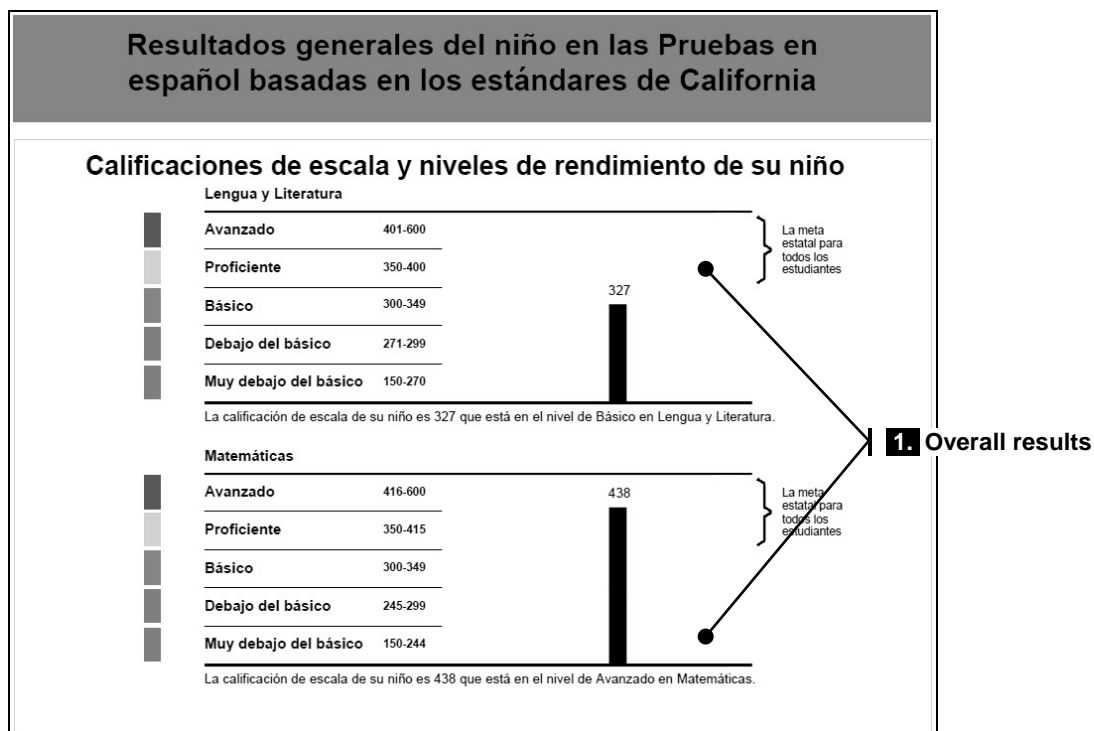 Resultados generales del niño en las Pruebas en
español basadas en los estándares de California
Calificaciones de escala y niveles de rendimiento de su niño
Lengua y Literatura
Avanzado 401-600
Proficiente 350-400
Básico 300-349
Debajo del básico 271-299
Muy debajo del básico 150-270
327
La meta
estatal para
todos los
estudiantes
La calificación de escala de su niño es 327 que está en el nivel de Básico en Lengua y Literatura.
1. Overall results
Matemáticas
Avanzado 416-600
Proficiente 350-415
Básico 300-349
Debajo del básico 245-299
Muy debajo del básico 150-244
438
La meta
estatal para
todos los
estudiantes
La calificación de escala de su niño es 438 que está en el nivel de Avanzado en Matemáticas.